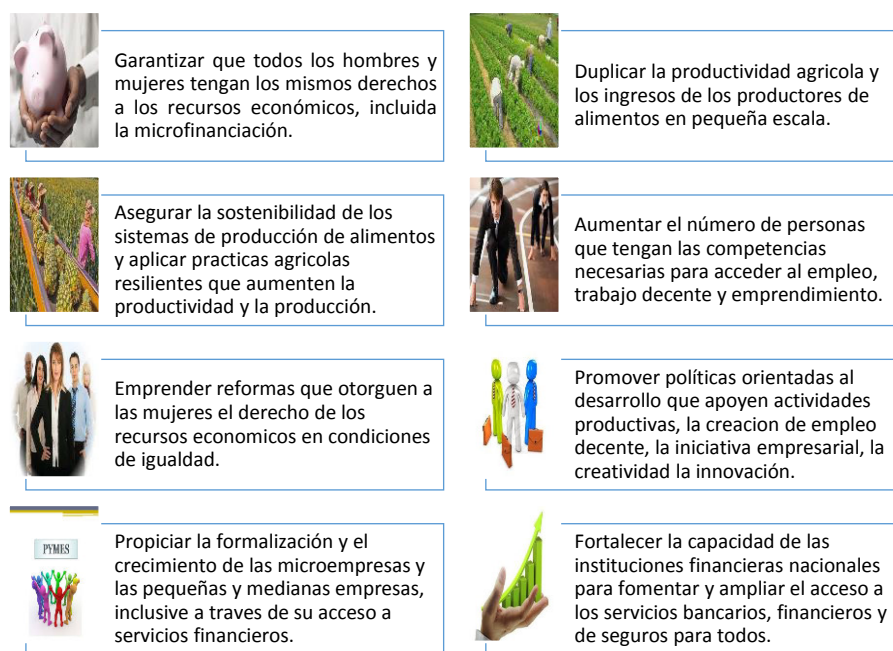 Garantizar que todos los hombres y
mujeres tengan los mismos derechos
a los recursos económicos, incluida
la microfinanciación.
Duplicar la productividad agricola y
los ingresos de los productores de
alimentos en pequeña escala.
Asegurar la sostenibilidad de los
sistemas de producción de alimentos
y aplicar practicas agricolas
resilientes que aumenten la
productividad y la producción.
Aumentar el número de personas
que tengan las competencias
necesarias para acceder al empleo,
trabajo decente y emprendimiento.
Emprender reformas que otorguen a
las mujeres el derecho de los
recursos economicos en condiciones
de igualdad.
Promover políticas orientadas al
desarrollo que apoyen actividades
productivas, la creacion de empleo
decente, la iniciativa empresarial, la
creatividad la innovación.
PYMES
Propiciar la formalización y el
crecimiento de las microempresas y
las pequeñas y medianas empresas,
inclusive a traves de su acceso a
servicios financieros.
Fortalecer la capacidad de las
instituciones financieras nacionales
para fomentar y ampliar el acceso a
los servicios bancarios, financieros y
de seguros para todos.